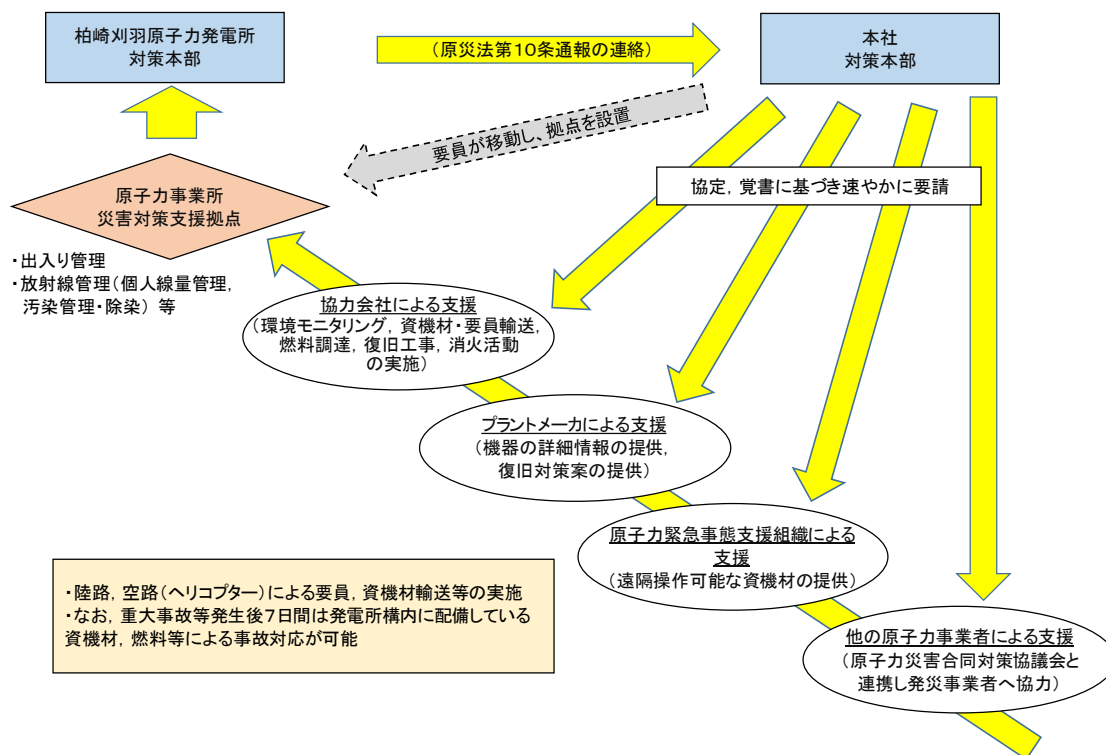 柏崎刈羽原子力発電所
対策本部
(原災法第10条通報の連絡)
本社
対策本部
要員が移動し、拠点を設置
協定，覚書に基づき速やかに要請
原子力事業所
災害対策支援拠点
・出入り管理
・放射線管理（個人線量管理，
汚染管理・除染）等
協力会社による支援
（環境モニタリング，資機材・要員輸送，
燃料調達，復旧工事，消火活動
の実施）
プラントメーカによる支援
（機器の詳細情報の提供，
復旧対策案の提供）
原子力緊急事態支援組織による
支援
（遠隔操作可能な資機材の提供）
他の原子力事業者による支援
（原子力災害合同対策協議会と
連携し発災事業者へ協力）
・陸路，空路（ヘリコプター）による要員，資機材輸送等の実施
・なお，重大事故等発生後７日間は発電所構内に配備している
資機材，燃料等による事故対応が可能